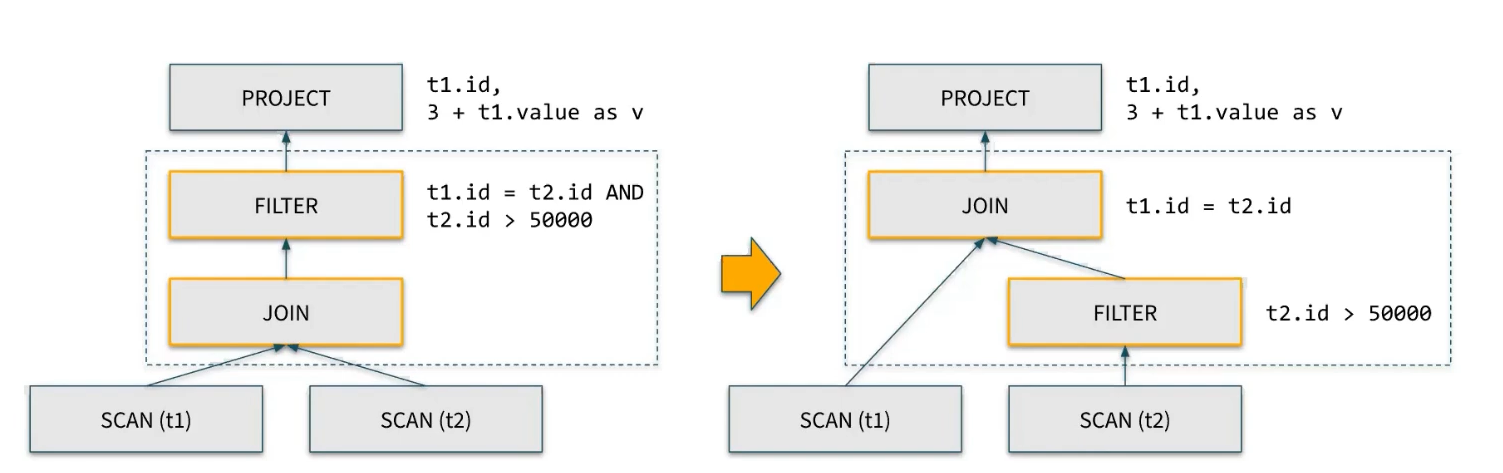 PROJECT
t1.id,
3 + t1.value as v
FILTER
t1.id = t2.id AND
t2.id > 50000
JOIN
SCAN (t1)
SCAN (t2)
PROJECT
t1.id,
3 + t1.value as v
JOIN
t1.id = t2.id
FILTER
t2.id > 50000
SCAN (t1)
SCAN (t2)